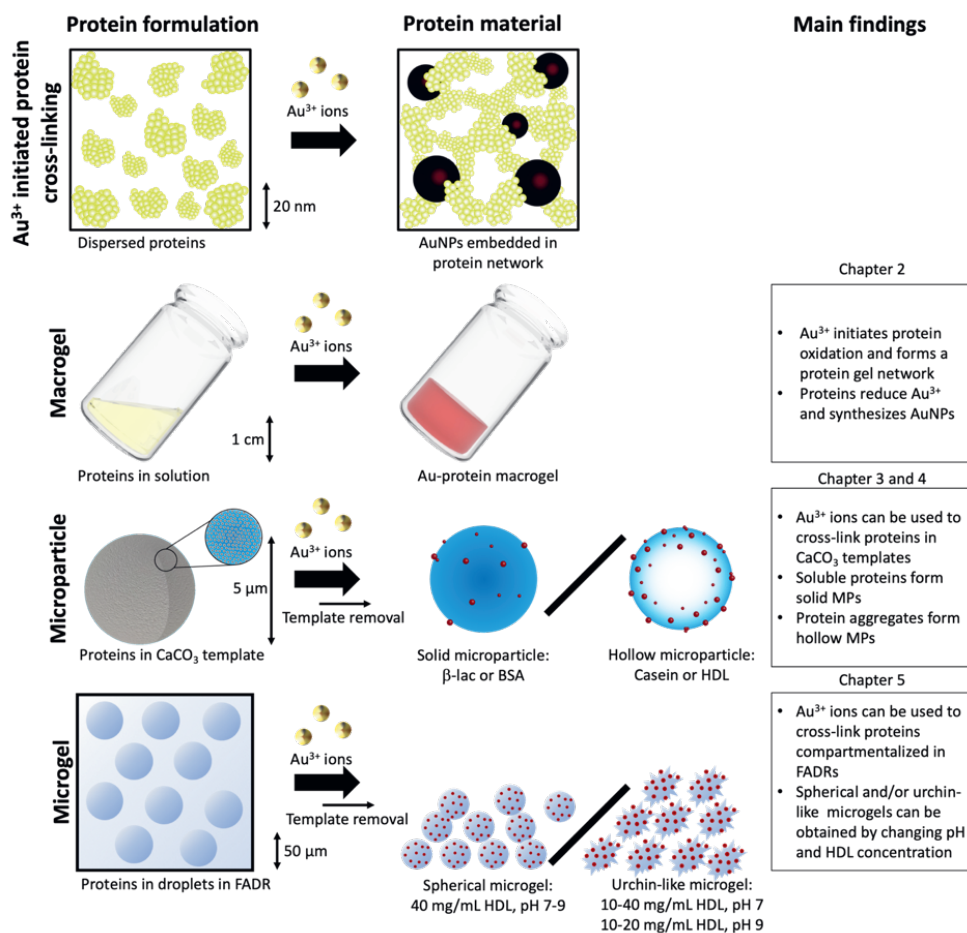 Protein formulation
Protein material
Main findings
Au³⁺ initiated protein
cross-linking
Au³⁺ ions
20 nm
Dispersed proteins
AuNPs embedded in
protein network
Macrogel
Au³⁺ ions
1 cm
Proteins in solution
Au-protein macrogel
Chapter 2
• Au³⁺ initiates protein
oxidation and forms a
protein gel network
• Proteins reduce Au³⁺
and synthesizes AuNPs
Microparticle
Au³⁺ ions
5 µm
Template removal
Proteins in CaCO₃ template
Solid microparticle:
β-lac or BSA
Hollow microparticle:
Casein or HDL
Chapter 3 and 4
• Au³⁺ ions can be used to
cross-link proteins in
CaCO₃ templates
• Soluble proteins form
solid MPs
• Protein aggregates form
hollow MPs
Microgel
Au³⁺ ions
Template removal
50 µm
Proteins in droplets in FADR
Spherical microgel:
40 mg/mL HDL, pH 7-9
Urchin-like microgel:
10-40 mg/mL HDL, pH 7
10-20 mg/mL HDL, pH 9
Chapter 5
• Au³⁺ ions can be used to
cross-link proteins
compartmentalized in
FADRs
• Spherical and/or urchin-
like microgels can be
obtained by changing pH
and HDL concentration